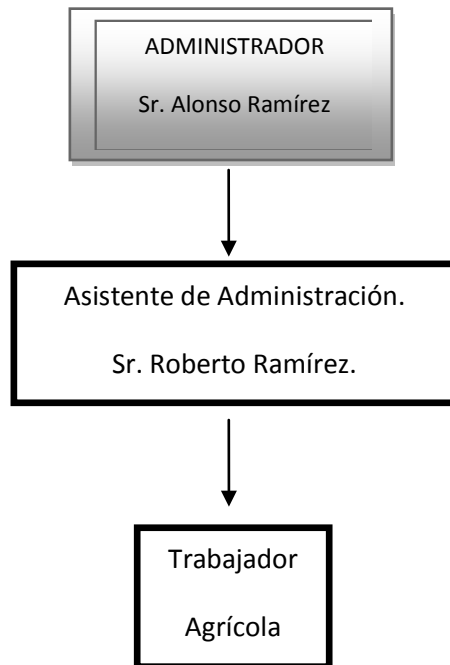 ADMINISTRADOR
Sr. Alonso Ramírez
Asistente de Administración.
Sr. Roberto Ramírez.
Trabajador
Agrícola